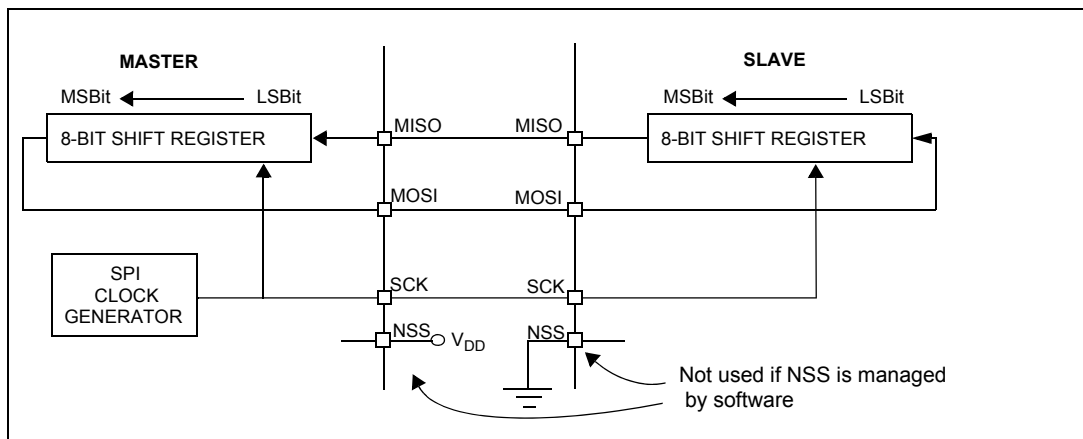 MASTER
SLAVE
MSBit
LSBit
MSBit
LSBit
8-BIT SHIFT REGISTER
MISO
MISO
8-BIT SHIFT REGISTER
MOSI
MOSI
SPI
CLOCK
GENERATOR
SCK
SCK
NSS
VDD
NSS
Not used if NSS is managed
by software